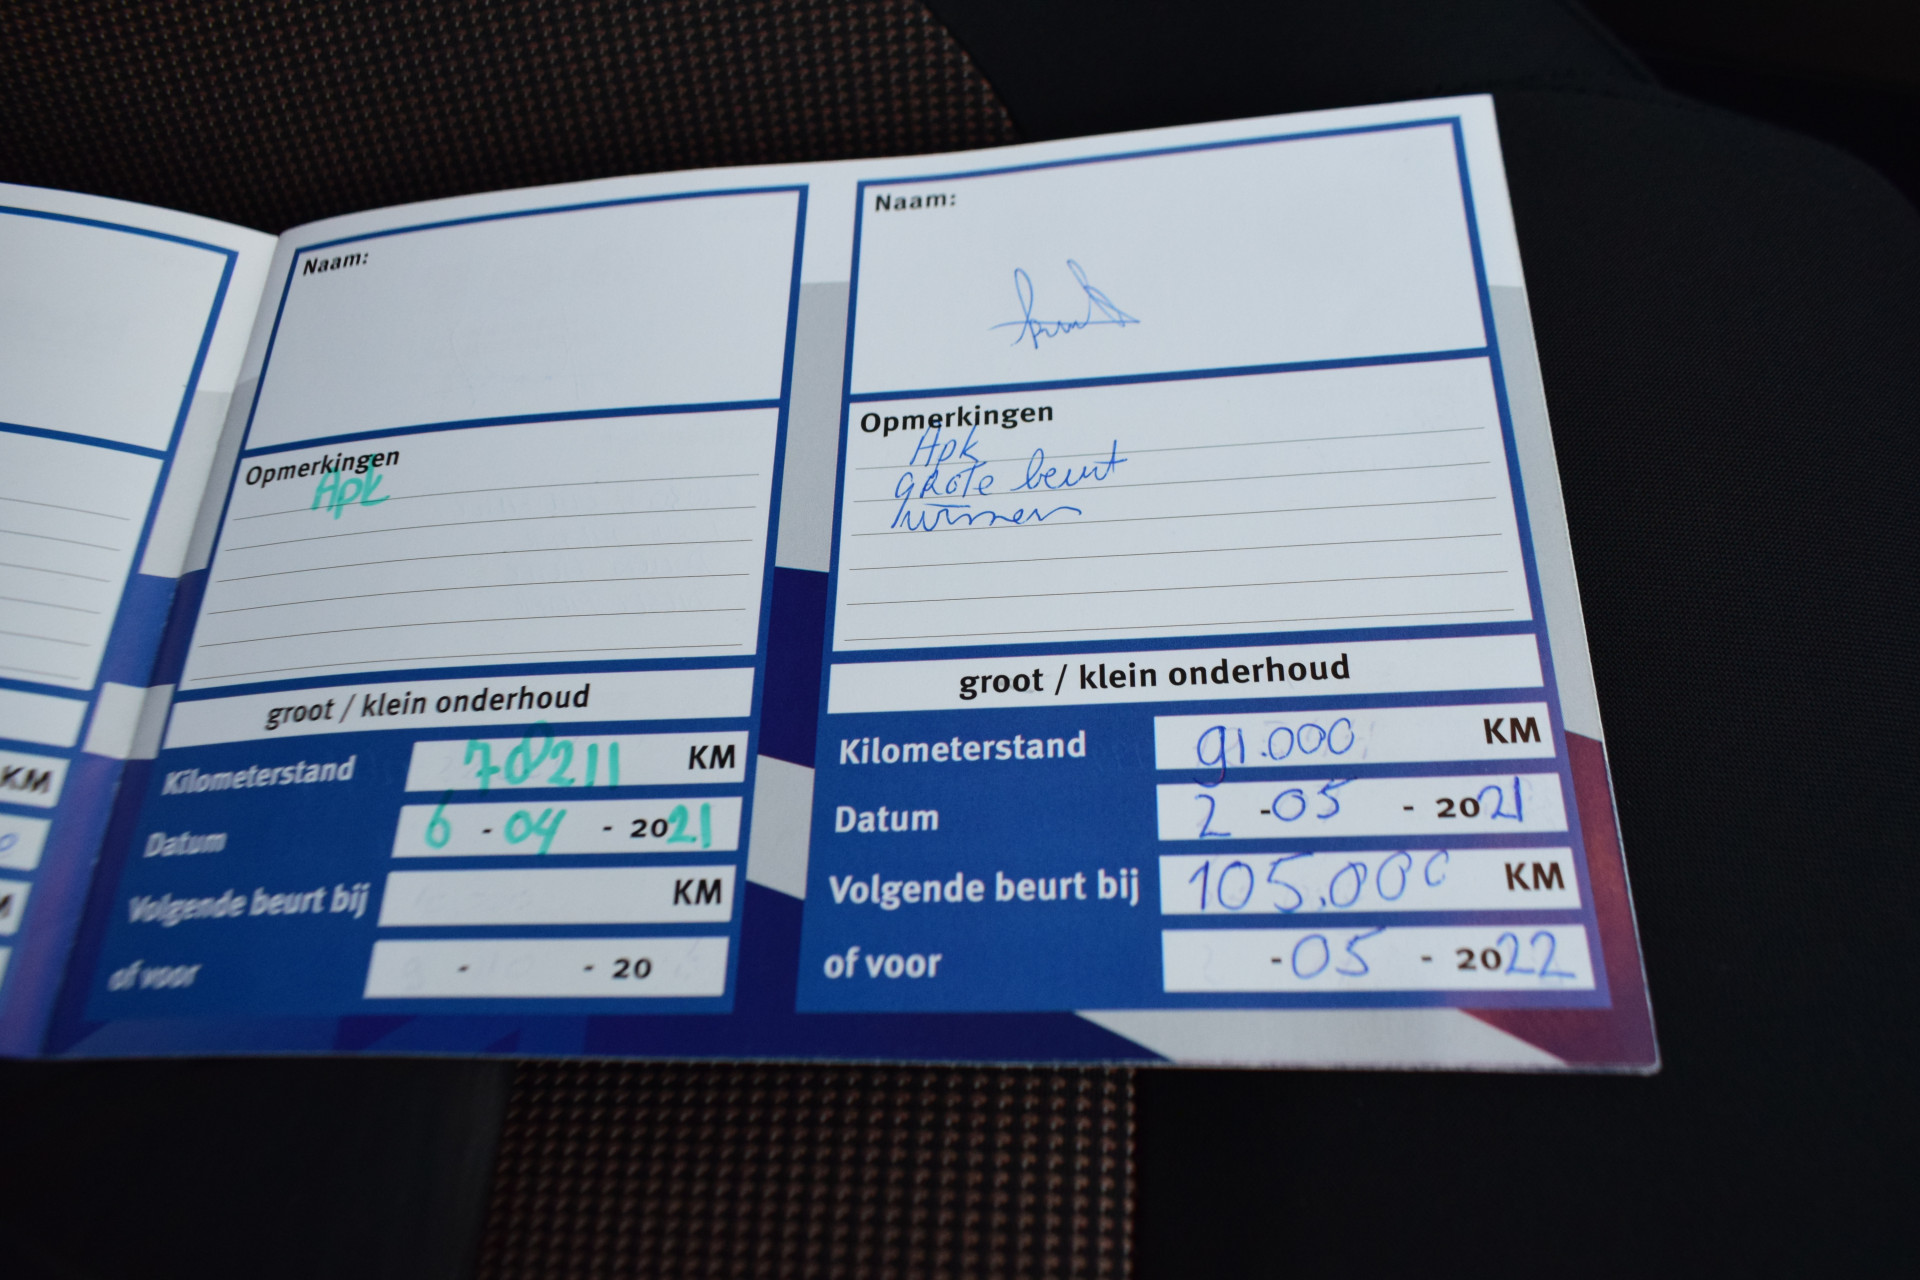 KM
Naam:
Opmerkingen
Apk
groot / klein onderhoud
Kilometerstand 78211 KM
Datum 6 - 04 - 2021
Volgende beurt bij KM
of voor - - 20
Naam:
Opmerkingen
Apk
grote beurt
groot / klein onderhoud
Kilometerstand 91.000 KM
Datum 2 - 05 - 2021
Volgende beurt bij 105.000 KM
of voor - 05 - 2022